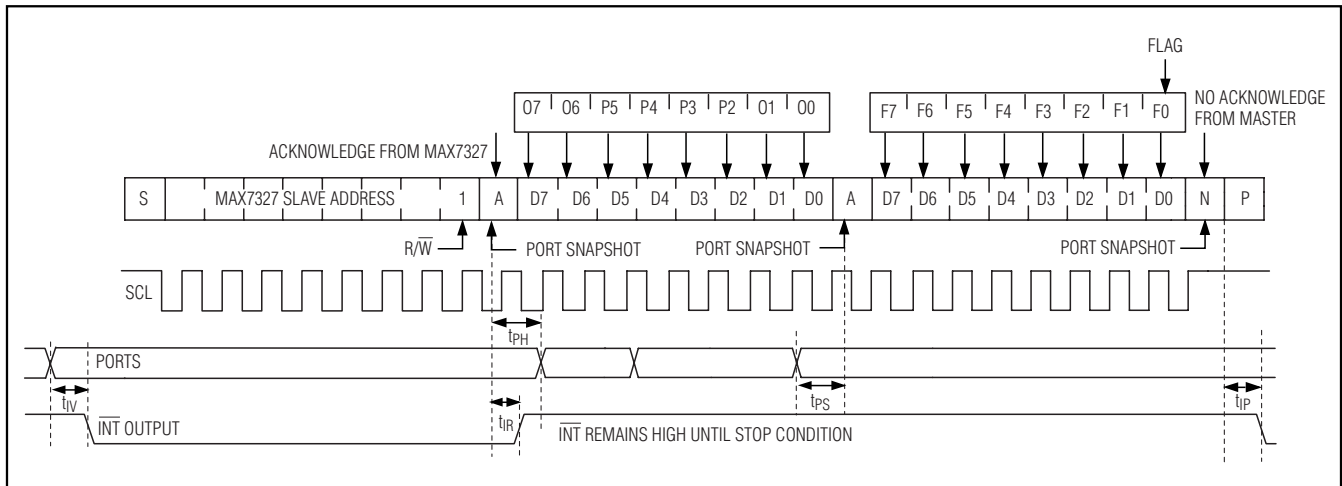 FLAG
O7 O6 P5 P4 P3 P2 O1 O0
F7 F6 F5 F4 F3 F2 F1 F0
NO ACKNOWLEDGE
FROM MASTER
ACKNOWLEDGE FROM MAX7327
S MAX7327 SLAVE ADDRESS 1 A D7 D6 D5 D4 D3 D2 D1 D0 A D7 D6 D5 D4 D3 D2 D1 D0 N P
R/W̅ PORT SNAPSHOT PORT SNAPSHOT PORT SNAPSHOT
SCL
tPH
PORTS
tIV tIR tPS tIP
I̅N̅T̅ OUTPUT I̅N̅T̅ REMAINS HIGH UNTIL STOP CONDITION